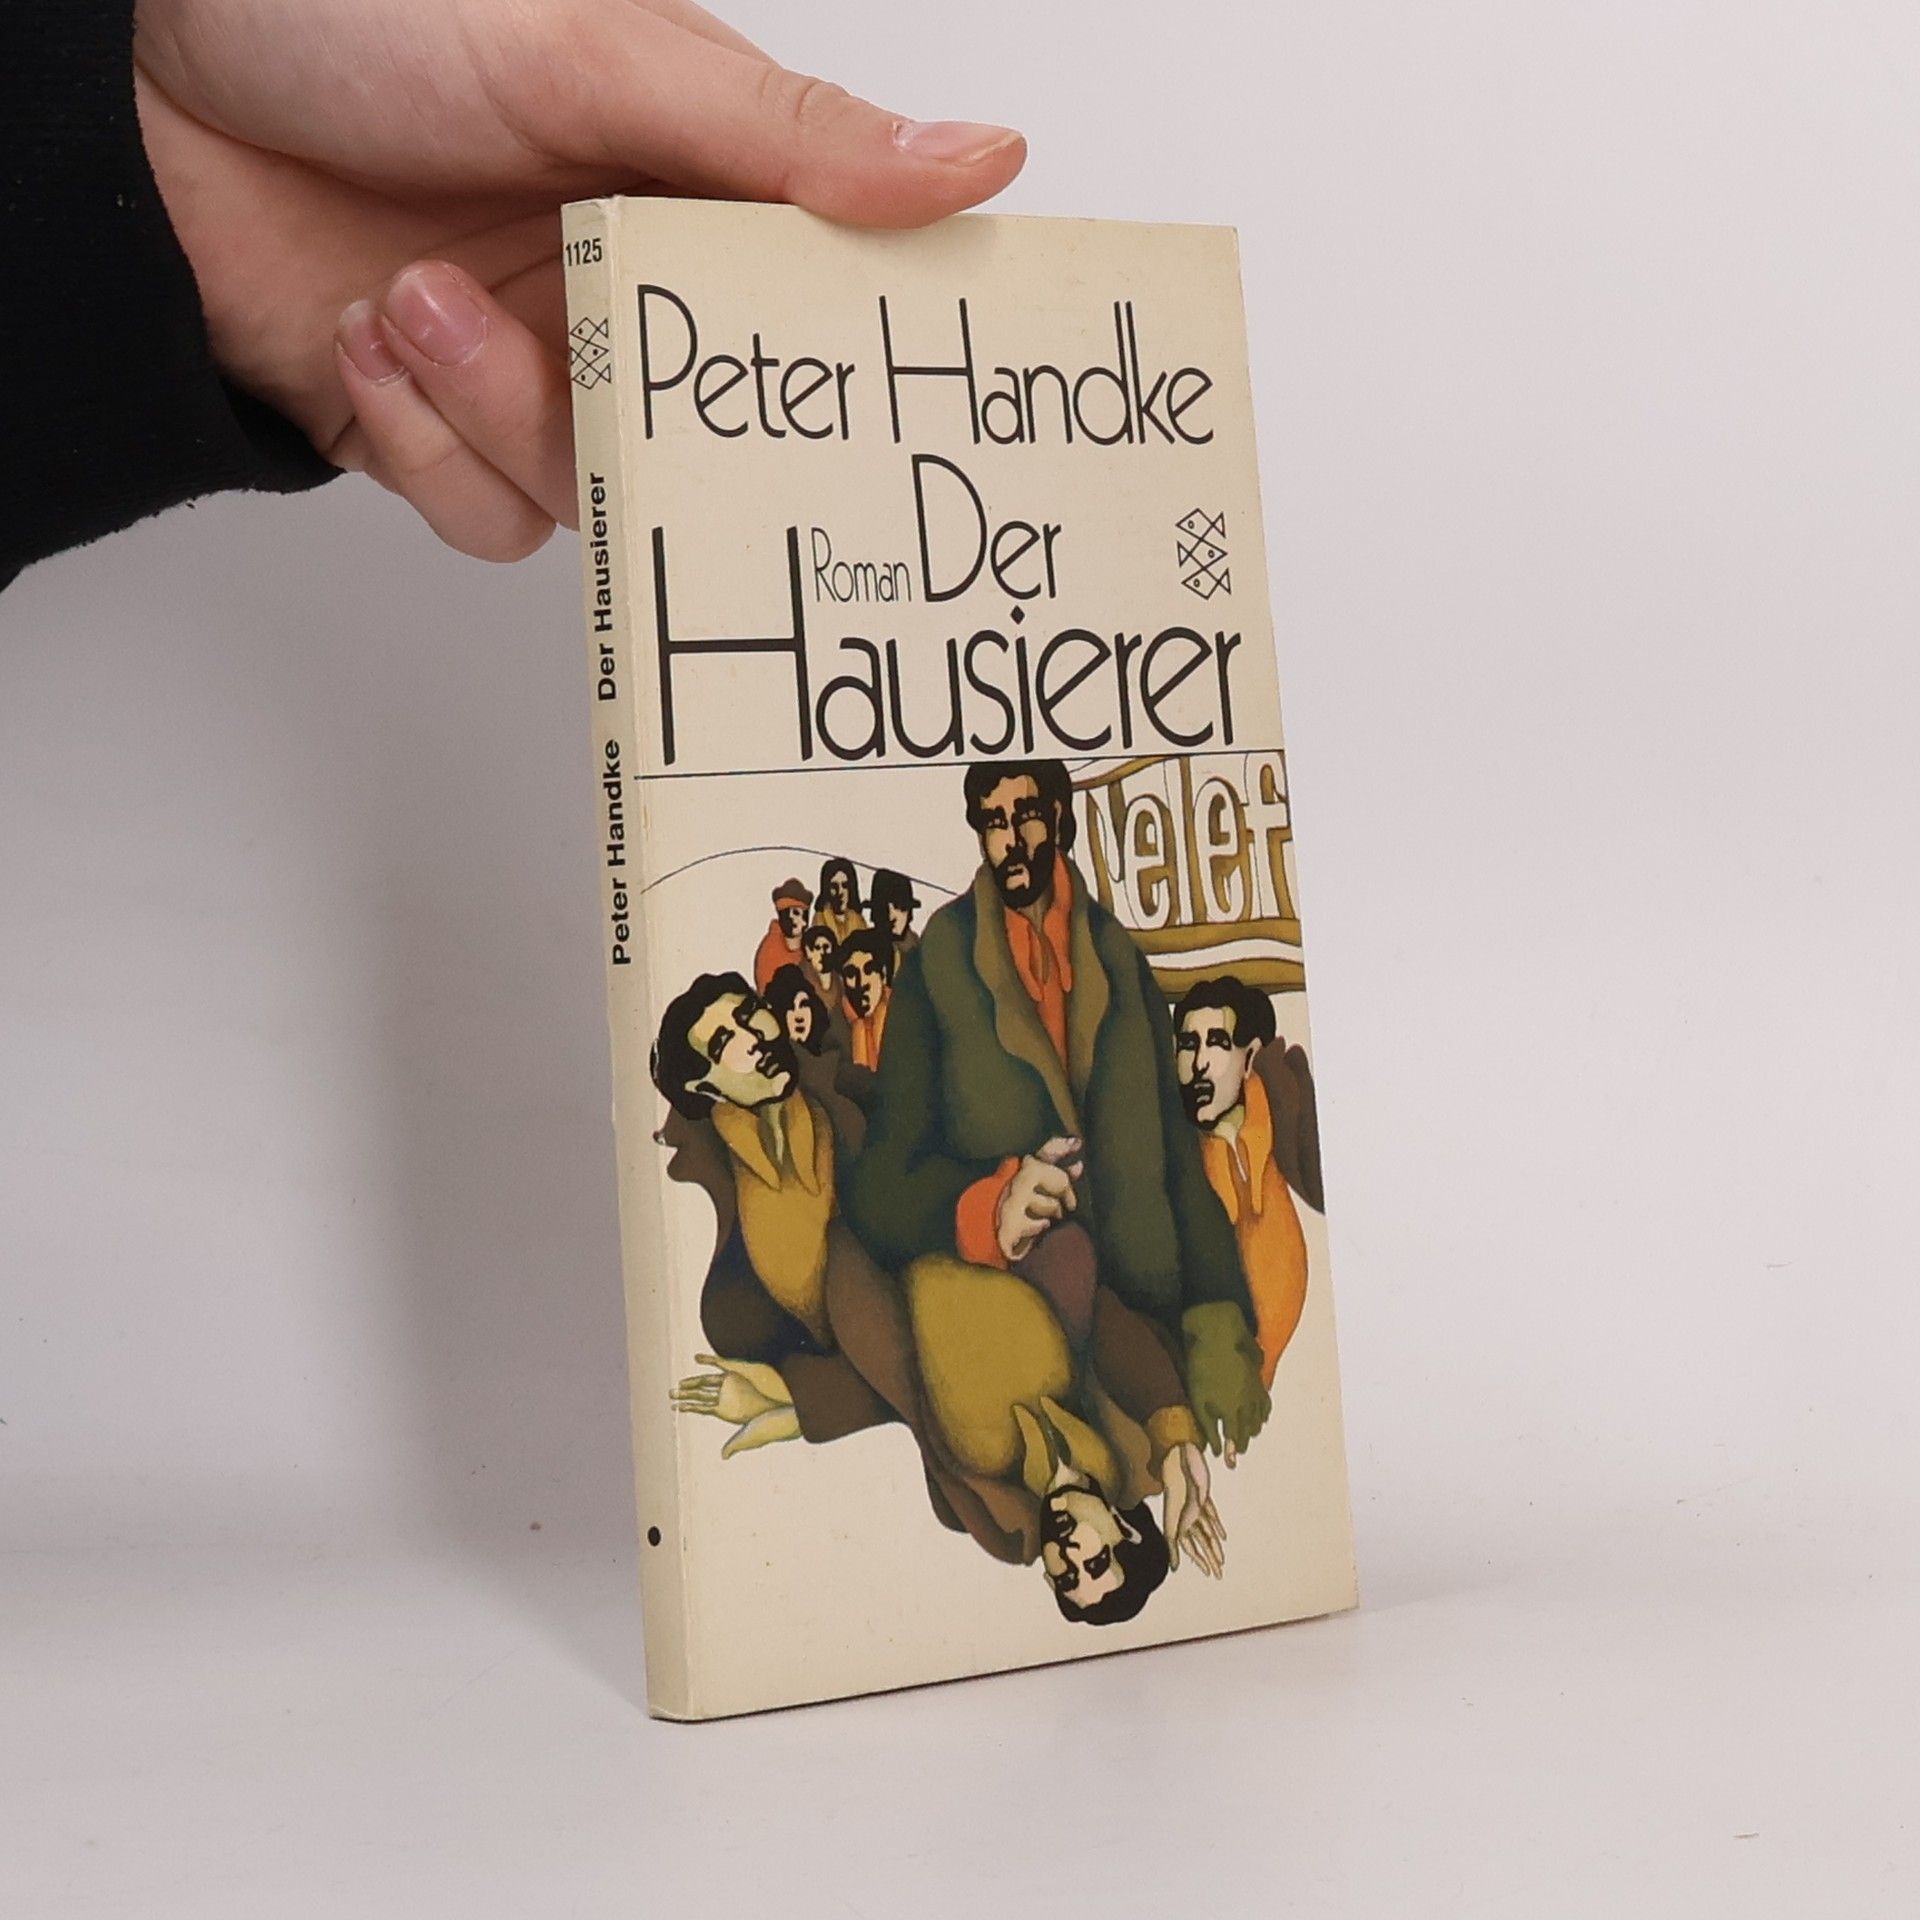 1125
Peter Handke Der Hausierer
Peter Handke
Roman Der
Hausierer
Telef